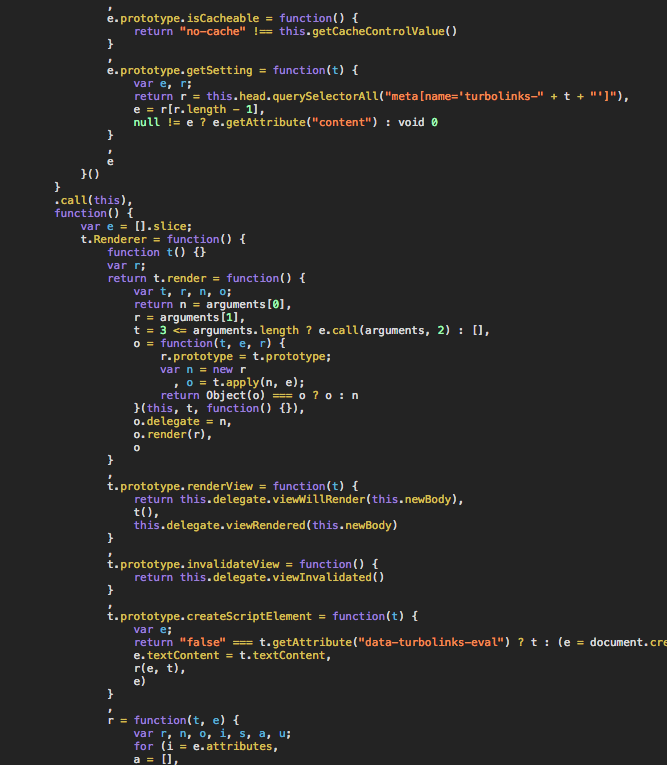 ,
e.prototype.isCacheable = function() {
return "no-cache" !== this.getCacheControlValue()
}
,
e.prototype.getSetting = function(t) {
var e, r;
return r = this.head.querySelectorAll("meta[name='turbolinks-" + t + "']"),
e = r[r.length - 1],
null != e ? e.getAttribute("content") : void 0
}
,
e
}()
}
.call(this),
function() {
var e = [].slice;
t.Renderer = function() {
function t() {}
var r;
return t.render = function() {
var t, r, n, o;
return n = arguments[0],
r = arguments[1],
t = 3 <= arguments.length ? e.call(arguments, 2) : [],
o = function(t, e, r) {
r.prototype = t.prototype;
var n = new r
, o = t.apply(n, e);
return Object(o) === o ? o : n
}(this, t, function() {}),
o.delegate = n,
o.render(r),
o
}
,
t.prototype.renderView = function(t) {
return this.delegate.viewWillRender(this.newBody),
t(),
this.delegate.viewRendered(this.newBody)
}
,
t.prototype.invalidateView = function() {
return this.delegate.viewInvalidated()
}
,
t.prototype.createScriptElement = function(t) {
var e;
return "false" === t.getAttribute("data-turbolinks-eval") ? t : (e = document.cre
e.textContent = t.textContent,
r(e, t),
e)
}
,
r = function(t, e) {
var r, n, o, i, s, a, u;
for (i = e.attributes,
a = [],